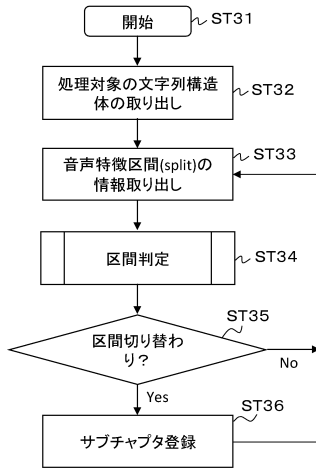 開始
ST31
処理対象の文字列構造
体の取り出し
ST32
音声特徴区間(split)の
情報取り出し
ST33
区間判定
ST34
区間切り替わ
り？
ST35
No
Yes
サブチャプタ登録
ST36